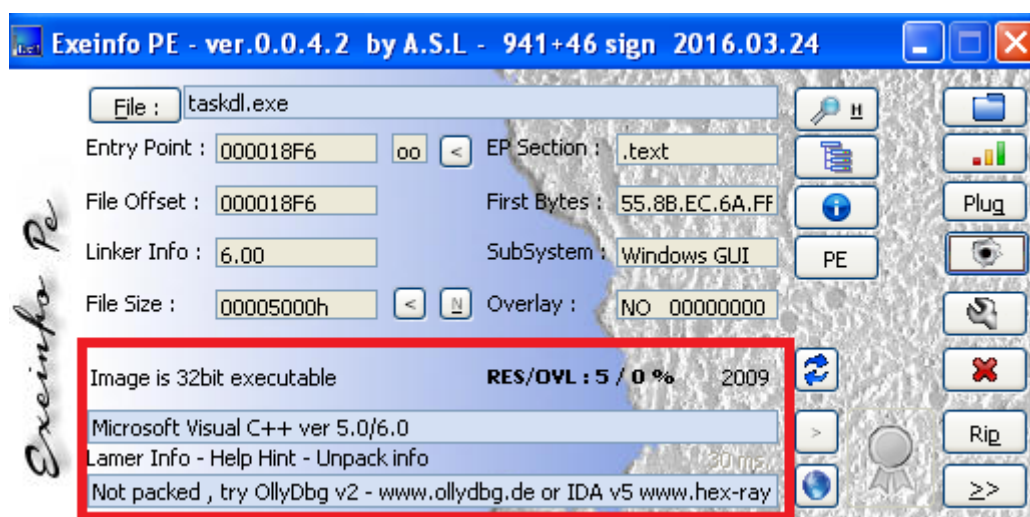 Exeinfo PE - ver.0.0.4.2 by A.S.L - 941+46 sign 2016.03.24
File : taskdl.exe H
Entry Point : 000018F6 oo < EP Section : .text
File Offset : 000018F6 First Bytes : 55.8B.EC.6A.FF Plug
Linker Info : 6.00 SubSystem : Windows GUI PE
File Size : 00005000h < N Overlay : NO 00000000
Image is 32bit executable RES/OVL : 5 / 0 % 2009
Microsoft Visual C++ ver 5.0/6.0 >
Lamer Info - Help Hint - Unpack info 30 ms. Rip
Not packed , try OllyDbg v2 - www.ollydbg.de or IDA v5 www.hex-ray >>
Exeinfo Pe